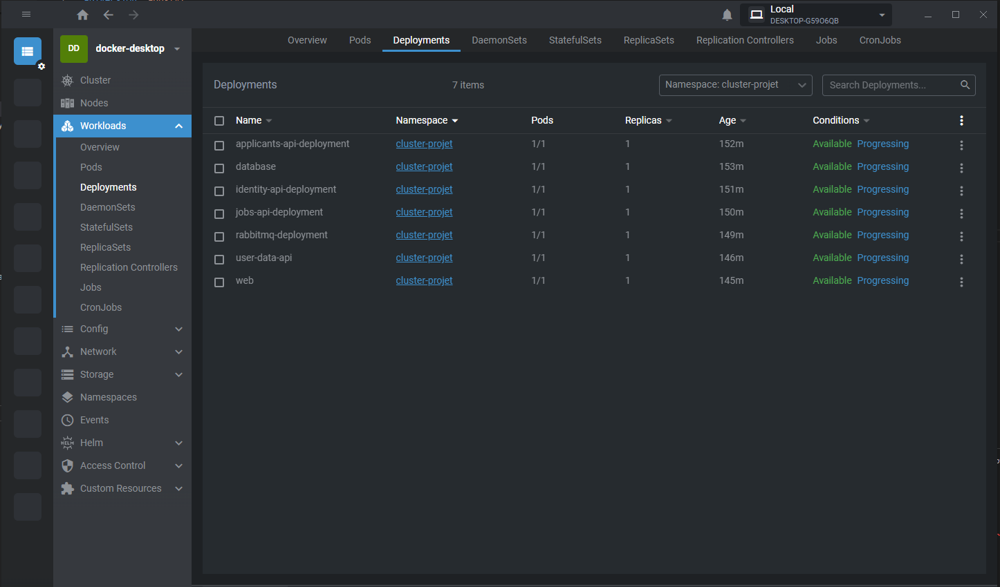 Local
DESKTOP-G59O6QB
DD docker-desktop
Overview Pods Deployments DaemonSets StatefulSets ReplicaSets Replication Controllers Jobs CronJobs
Cluster
Nodes
Workloads
Overview
Pods
Deployments
DaemonSets
StatefulSets
ReplicaSets
Replication Controllers
Jobs
CronJobs
Config
Network
Storage
Namespaces
Events
HELM Helm
Access Control
Custom Resources
Deployments 7 items Namespace: cluster-projet Search Deployments...
Name Namespace Pods Replicas Age Conditions
applicants-api-deployment cluster-projet 1/1 1 152m Available Progressing
database cluster-projet 1/1 1 153m Available Progressing
identity-api-deployment cluster-projet 1/1 1 151m Available Progressing
jobs-api-deployment cluster-projet 1/1 1 150m Available Progressing
rabbitmq-deployment cluster-projet 1/1 1 149m Available Progressing
user-data-api cluster-projet 1/1 1 146m Available Progressing
web cluster-projet 1/1 1 145m Available Progressing